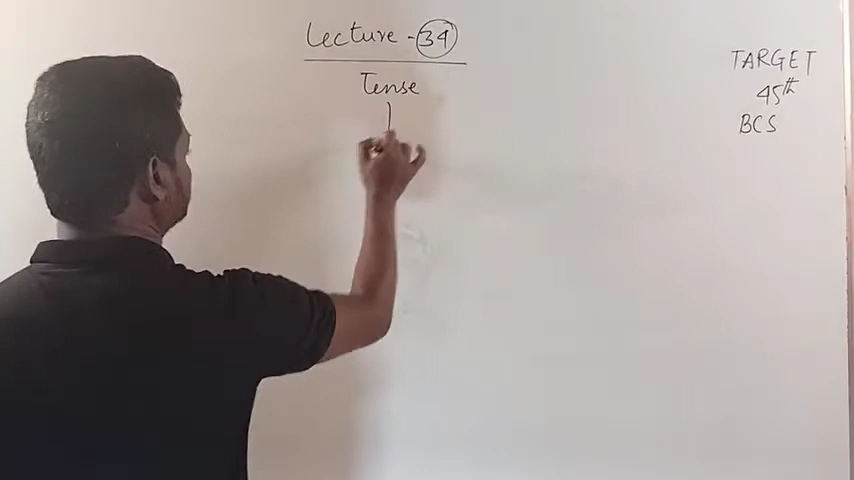 Lecture - 34
Tense
TARGET
45th
BCS